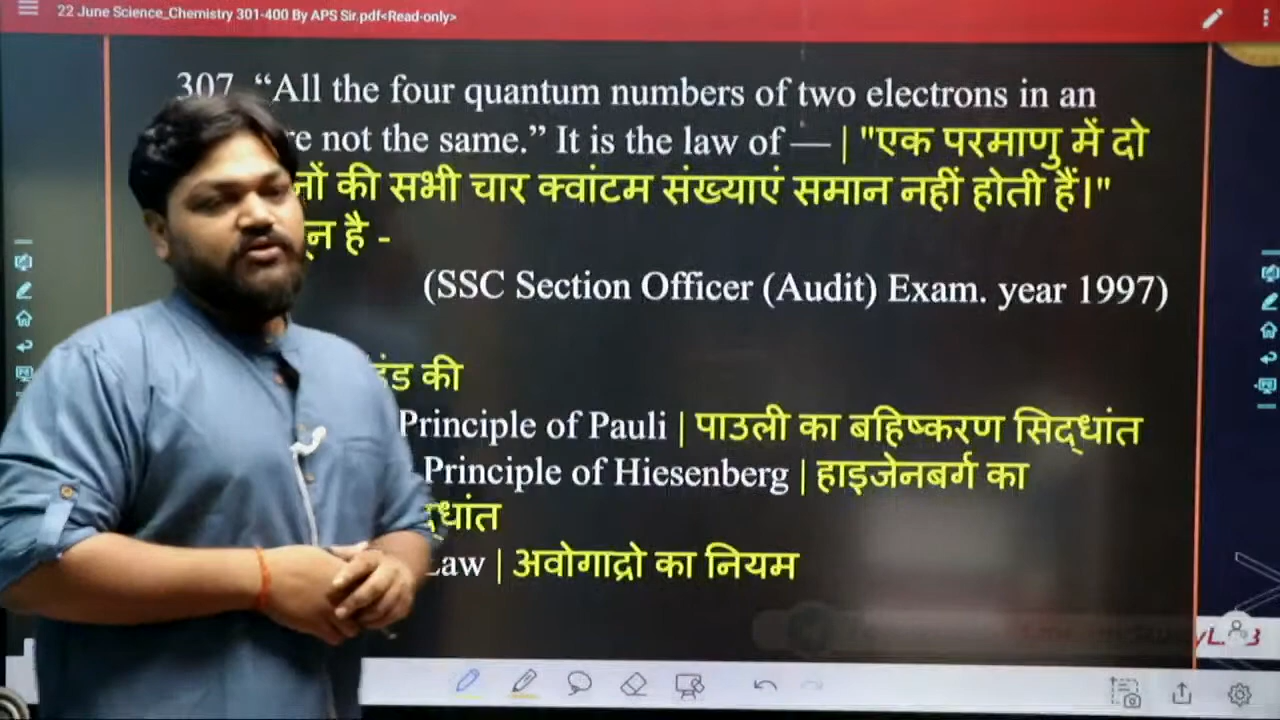 22 June Science_Chemistry 301-400 By APS Sir.pdf<Read-only>
307. “All the four quantum numbers of two electrons in an
not the same.” It is the law of — | "एक परमाणु में दो
की सभी चार क्वांटम संख्याएं समान नहीं होती हैं।"
है -
(SSC Section Officer (Audit) Exam. year 1997)
की
Principle of Pauli | पाउली का बहिष्करण सिद्धांत
Principle of Hiesenberg | हाइजेनबर्ग का
Law | अवोगाद्रो का नियम